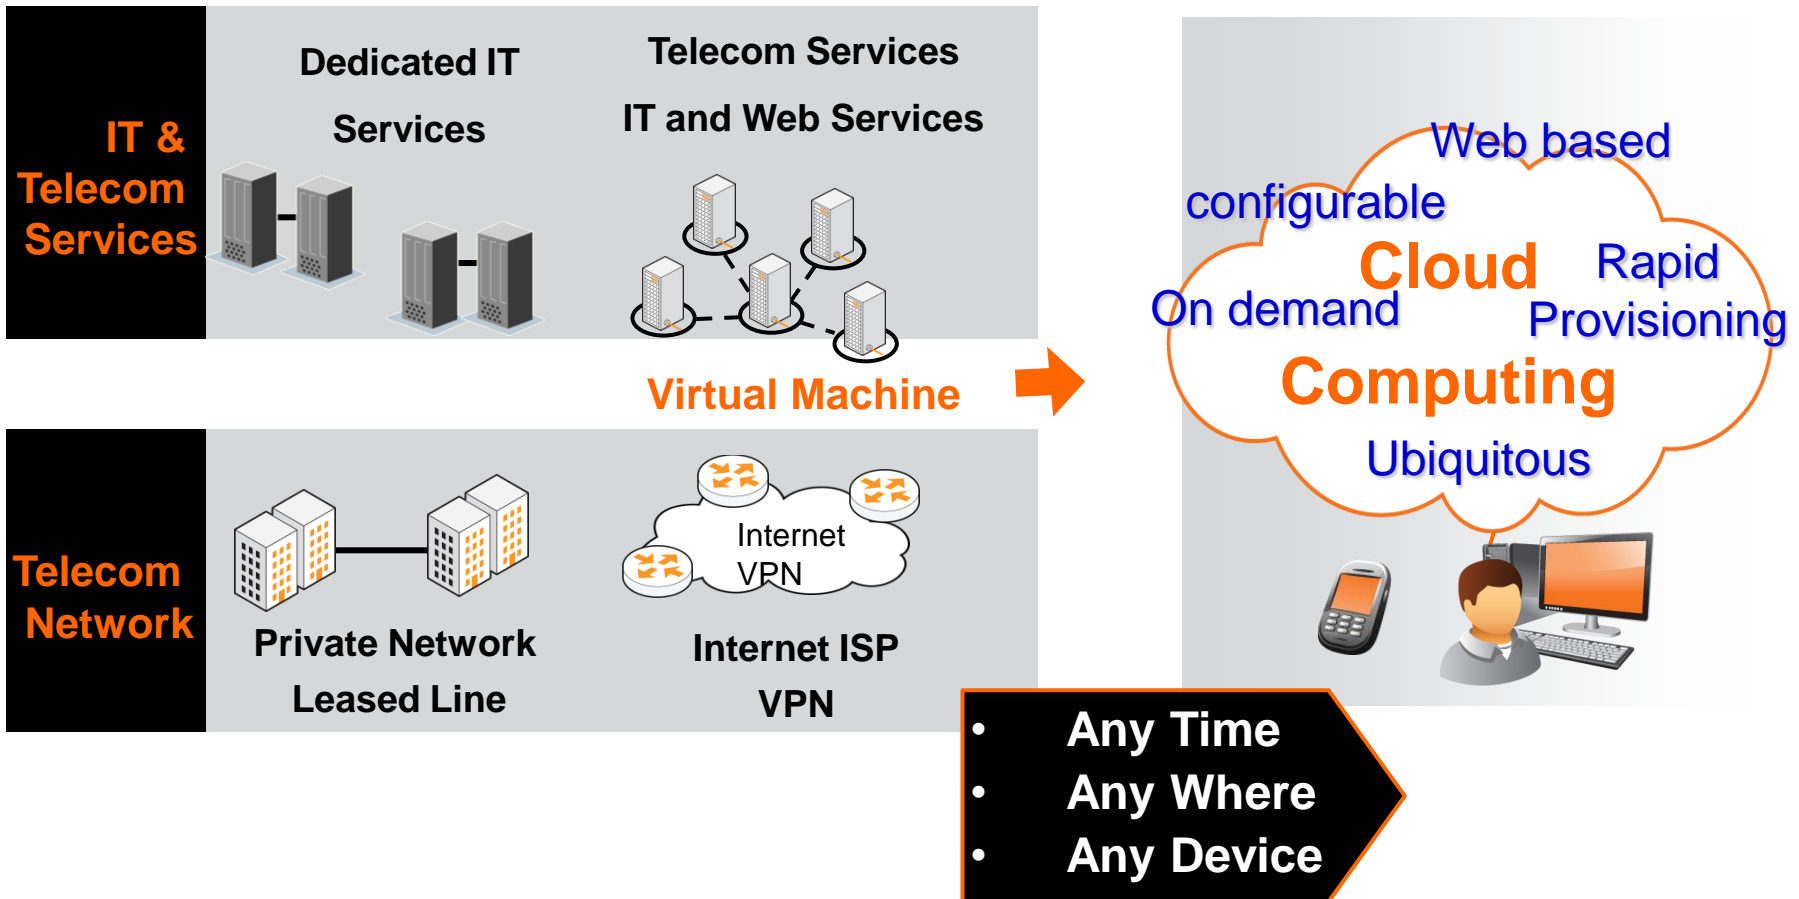 IT &
Telecom
Services
Dedicated IT
Services
Telecom Services
IT and Web Services
Virtual Machine
Telecom
Network
Private Network
Leased Line
Internet
VPN
Internet ISP
VPN
Web based
configurable
Cloud
Rapid
On demand
Provisioning
Computing
Ubiquitous
• Any Time
• Any Where
• Any Device